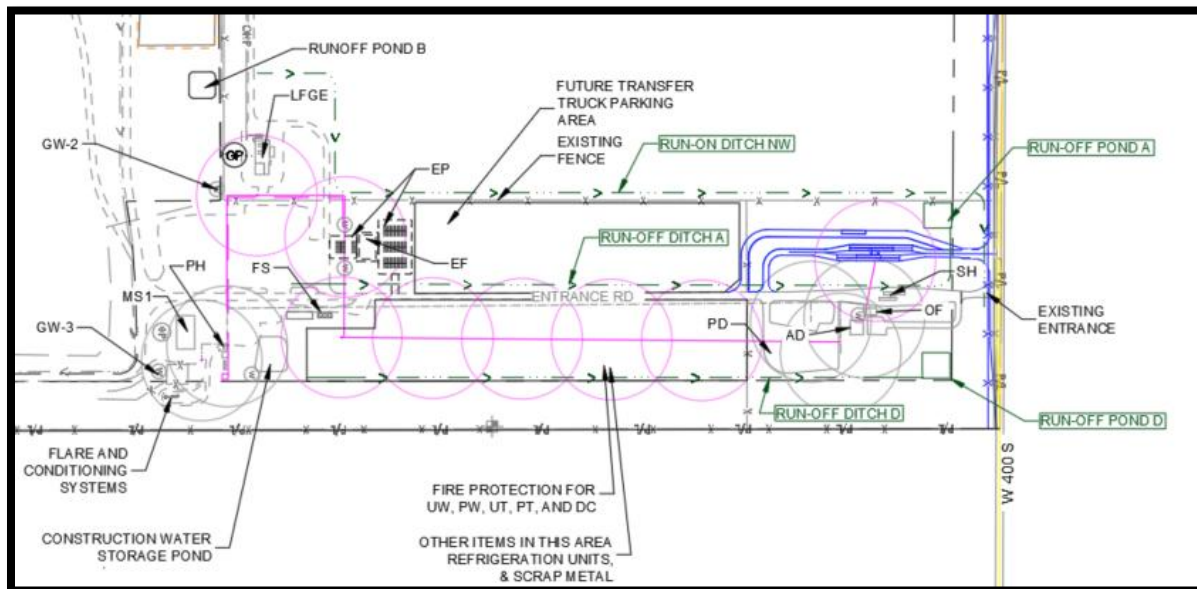 OHP
RUNOFF POND B
LFGE
FUTURE TRANSFER
TRUCK PARKING
AREA
EXISTING
FENCE
RUN-ON DITCH NW
RUN-OFF POND A
GW-2
GP
EP
EF
RUN-OFF DITCH A
PH
FS
MS1
ENTRANCE RD
SH
GW-3
GP
PD
AD
OF
EXISTING
ENTRANCE
RUN-OFF DITCH D
RUN-OFF POND D
FLARE AND
CONDITIONING
SYSTEMS
FIRE PROTECTION FOR
UW, PW, UT, PT, AND DC
W 400 S
CONSTRUCTION WATER
STORAGE POND
OTHER ITEMS IN THIS AREA
REFRIGERATION UNITS,
& SCRAP METAL